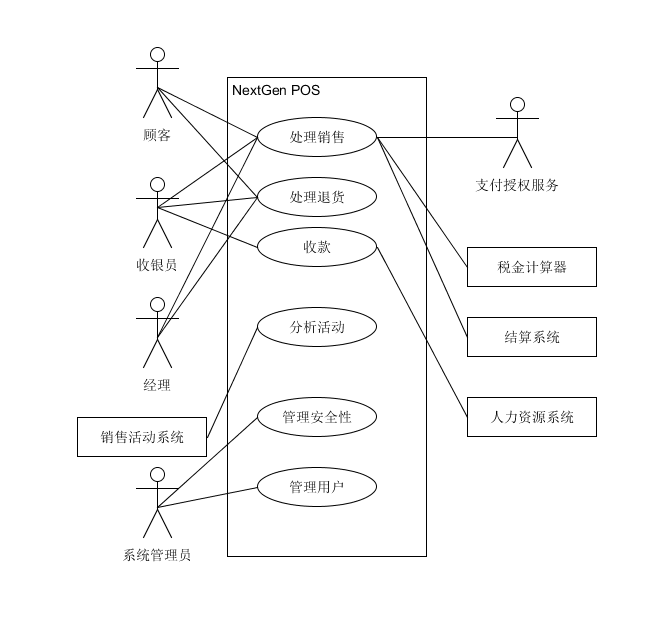 NextGen POS
顾客
处理销售
支付授权服务
处理退货
收银员
收款
税金计算器
分析活动
结算系统
经理
管理安全性
人力资源系统
销售活动系统
管理用户
系统管理员